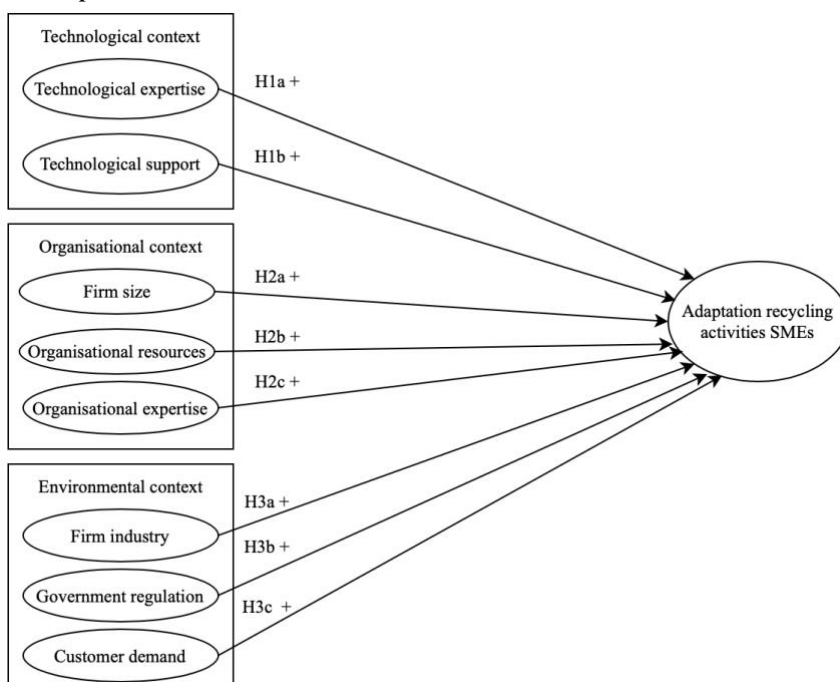 Technological context
Technological expertise
H1a +
Technological support
H1b +
Organisational context
Firm size
H2a +
Organisational resources
H2b +
Organisational expertise
H2c +
Adaptation recycling
activities SMEs
Environmental context
Firm industry
H3a +
Government regulation
H3b +
Customer demand
H3c +